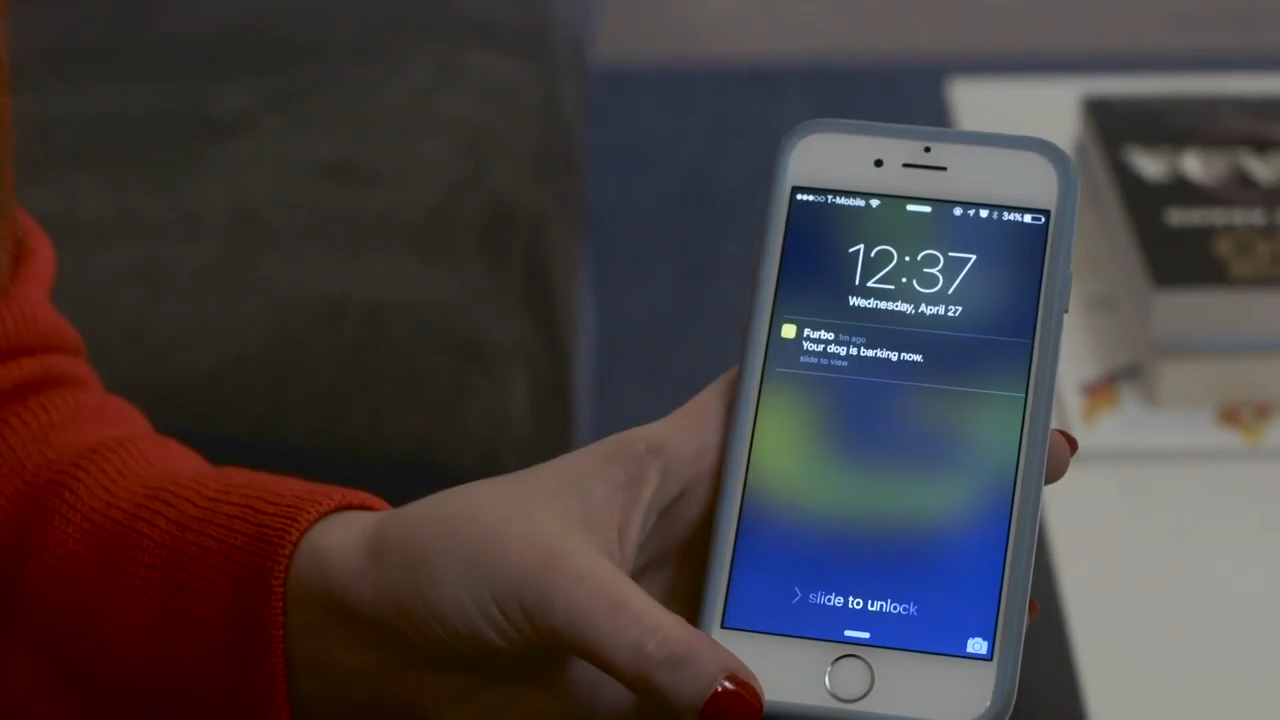 T-Mobile 34%
12:37
Wednesday, April 27
Furbo 1m ago
Your dog is barking now.
slide to view
> slide to unlock